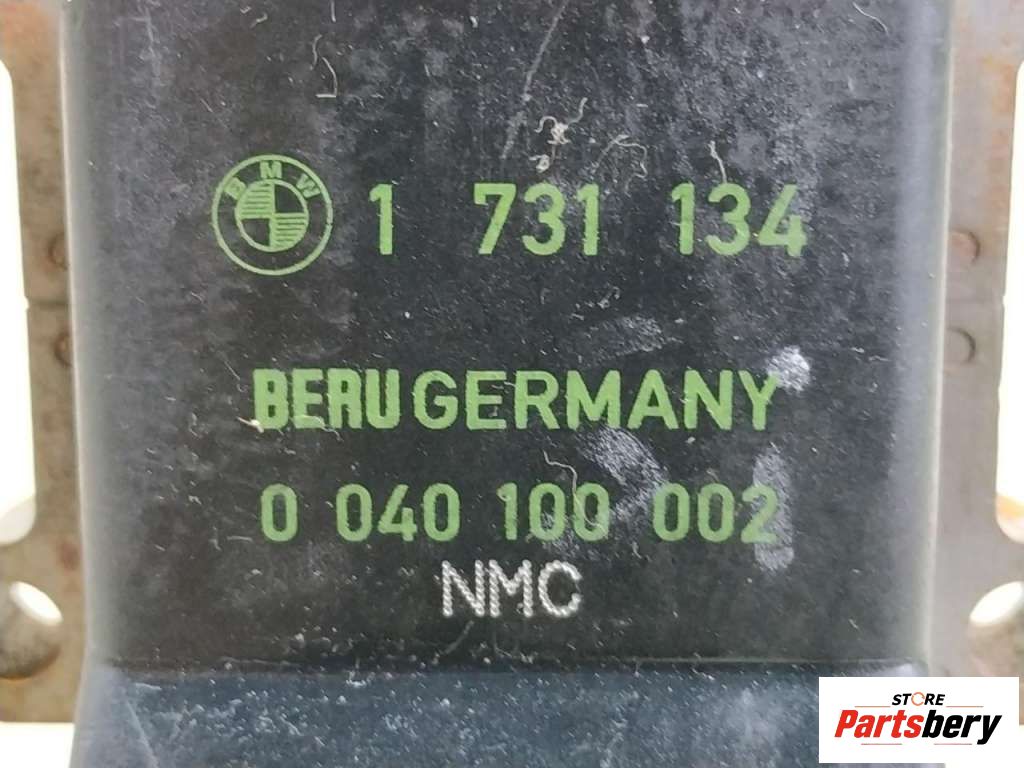 BMW 1 731 134
BERU GERMANY
0 040 100 002
NMC
STORE
Partsbery